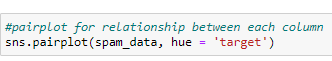 #pairplot for relationship between each column
sns.pairplot(spam_data, hue = 'target')